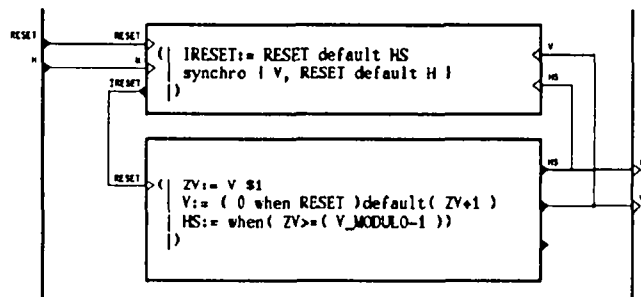 RESET
RESET
(| IRESET:= RESET default HS
V
H
H
| synchro { V, RESET default H }
IRESET
HS
|)
RESET
(| ZV:= V $1
HS
| V:= ( 0 when RESET )default( ZV+1 )
| HS:= when( ZV>=( V_MODULO-1 ))
|)